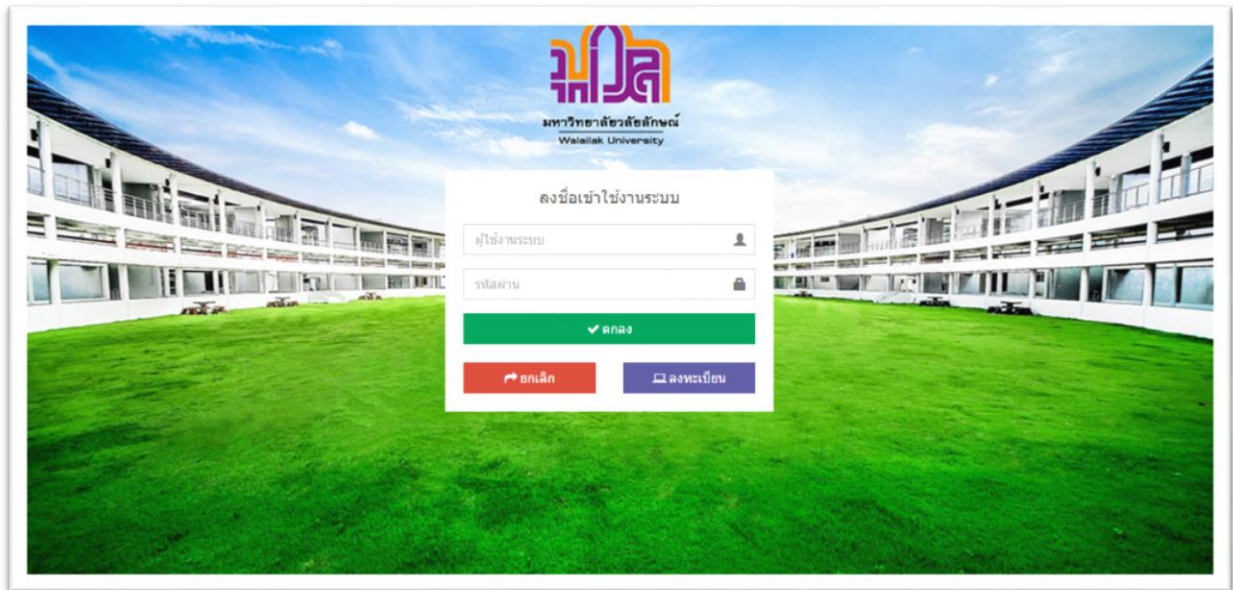 มหาวิทยาลัยวลัยลักษณ์
Walailak University
ลงชื่อเข้าใช้งานระบบ
ผู้ใช้งานระบบ
รหัสผ่าน
ตกลง
ยกเลิก
ลงทะเบียน